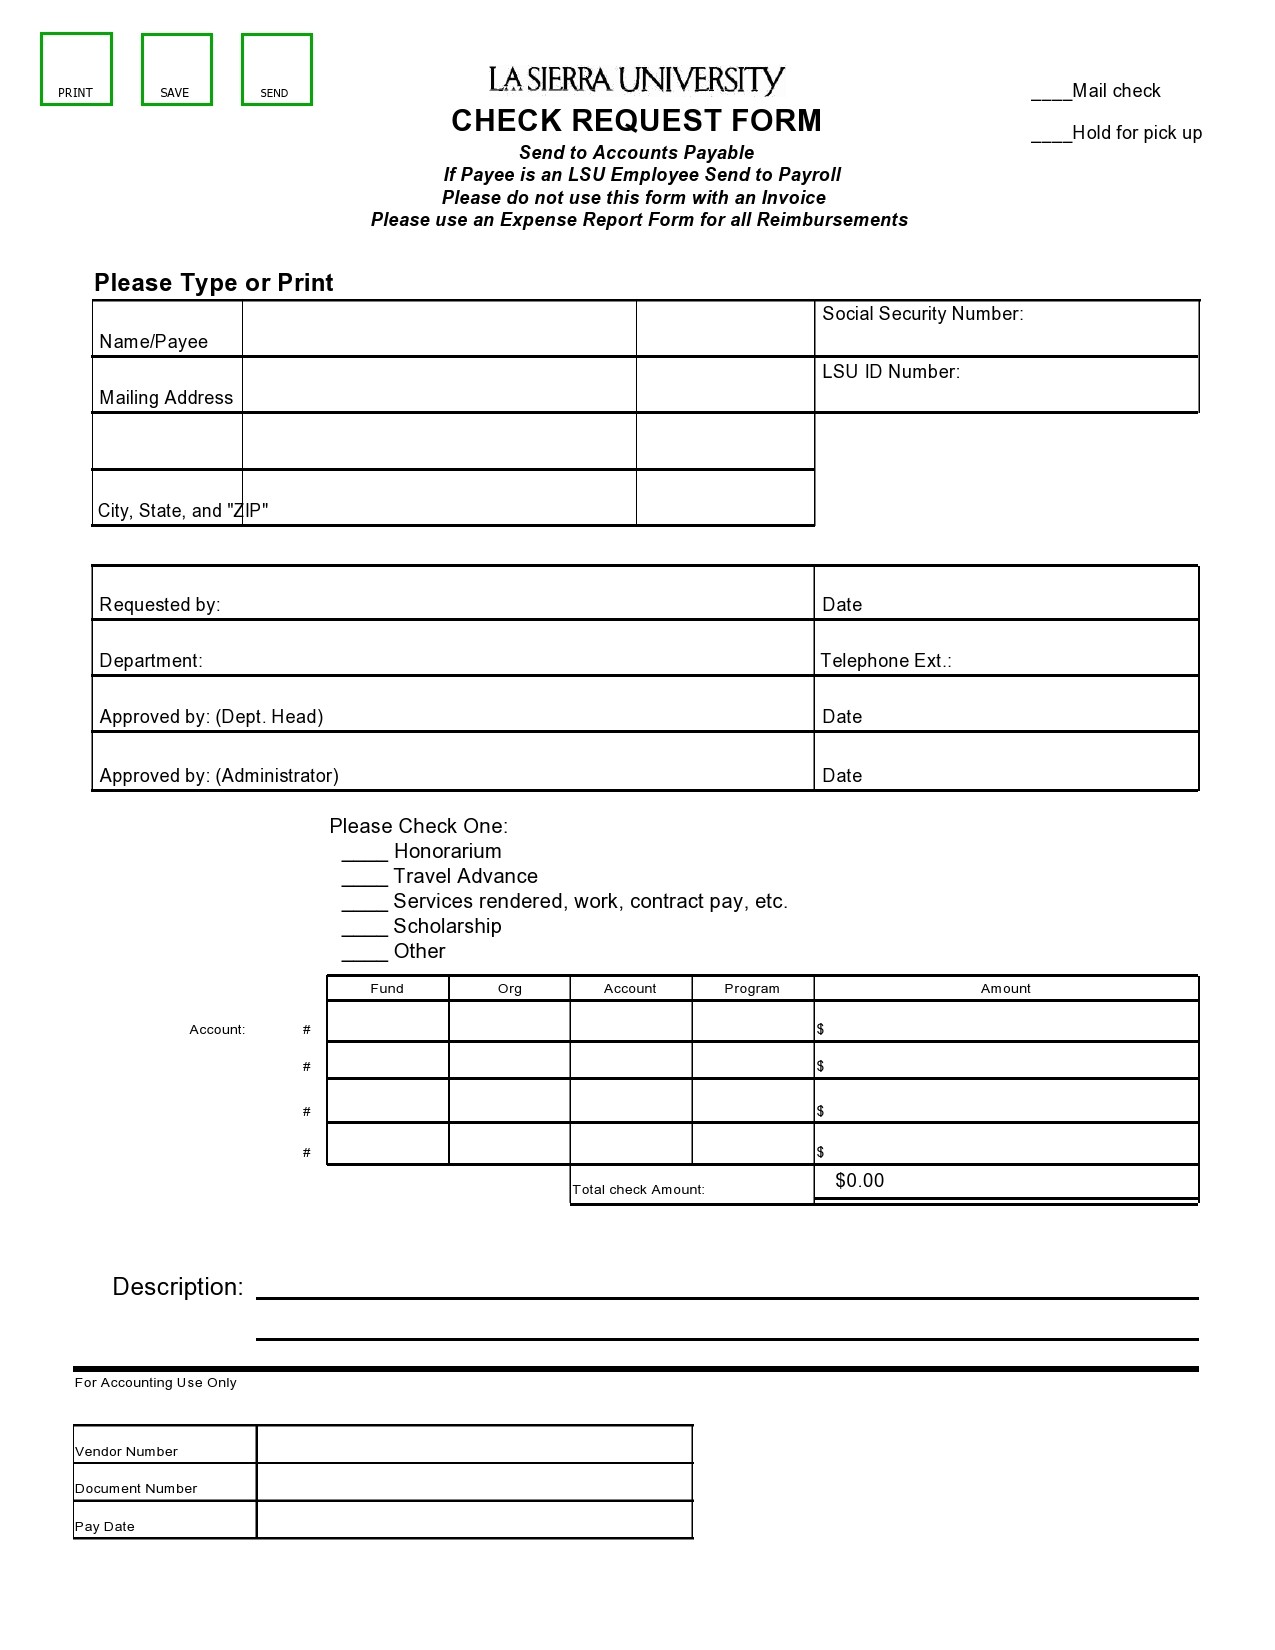 PRINT SAVE SEND
LA SIERRA UNIVERSITY
CHECK REQUEST FORM
Send to Accounts Payable
If Payee is an LSU Employee Send to Payroll
Please do not use this form with an Invoice
Please use an Expense Report Form for all Reimbursements
____Mail check
____Hold for pick up
Please Type or Print
Name/Payee
Social Security Number:
Mailing Address
LSU ID Number:
City, State, and "ZIP"
Requested by: Date
Department: Telephone Ext.:
Approved by: (Dept. Head) Date
Approved by: (Administrator) Date
Please Check One:
____ Honorarium
____ Travel Advance
____ Services rendered, work, contract pay, etc.
____ Scholarship
____ Other
Fund Org Account Program Amount
Account: # $
# $
# $
# $
Total check Amount: $0.00
Description:
For Accounting Use Only
Vendor Number
Document Number
Pay Date